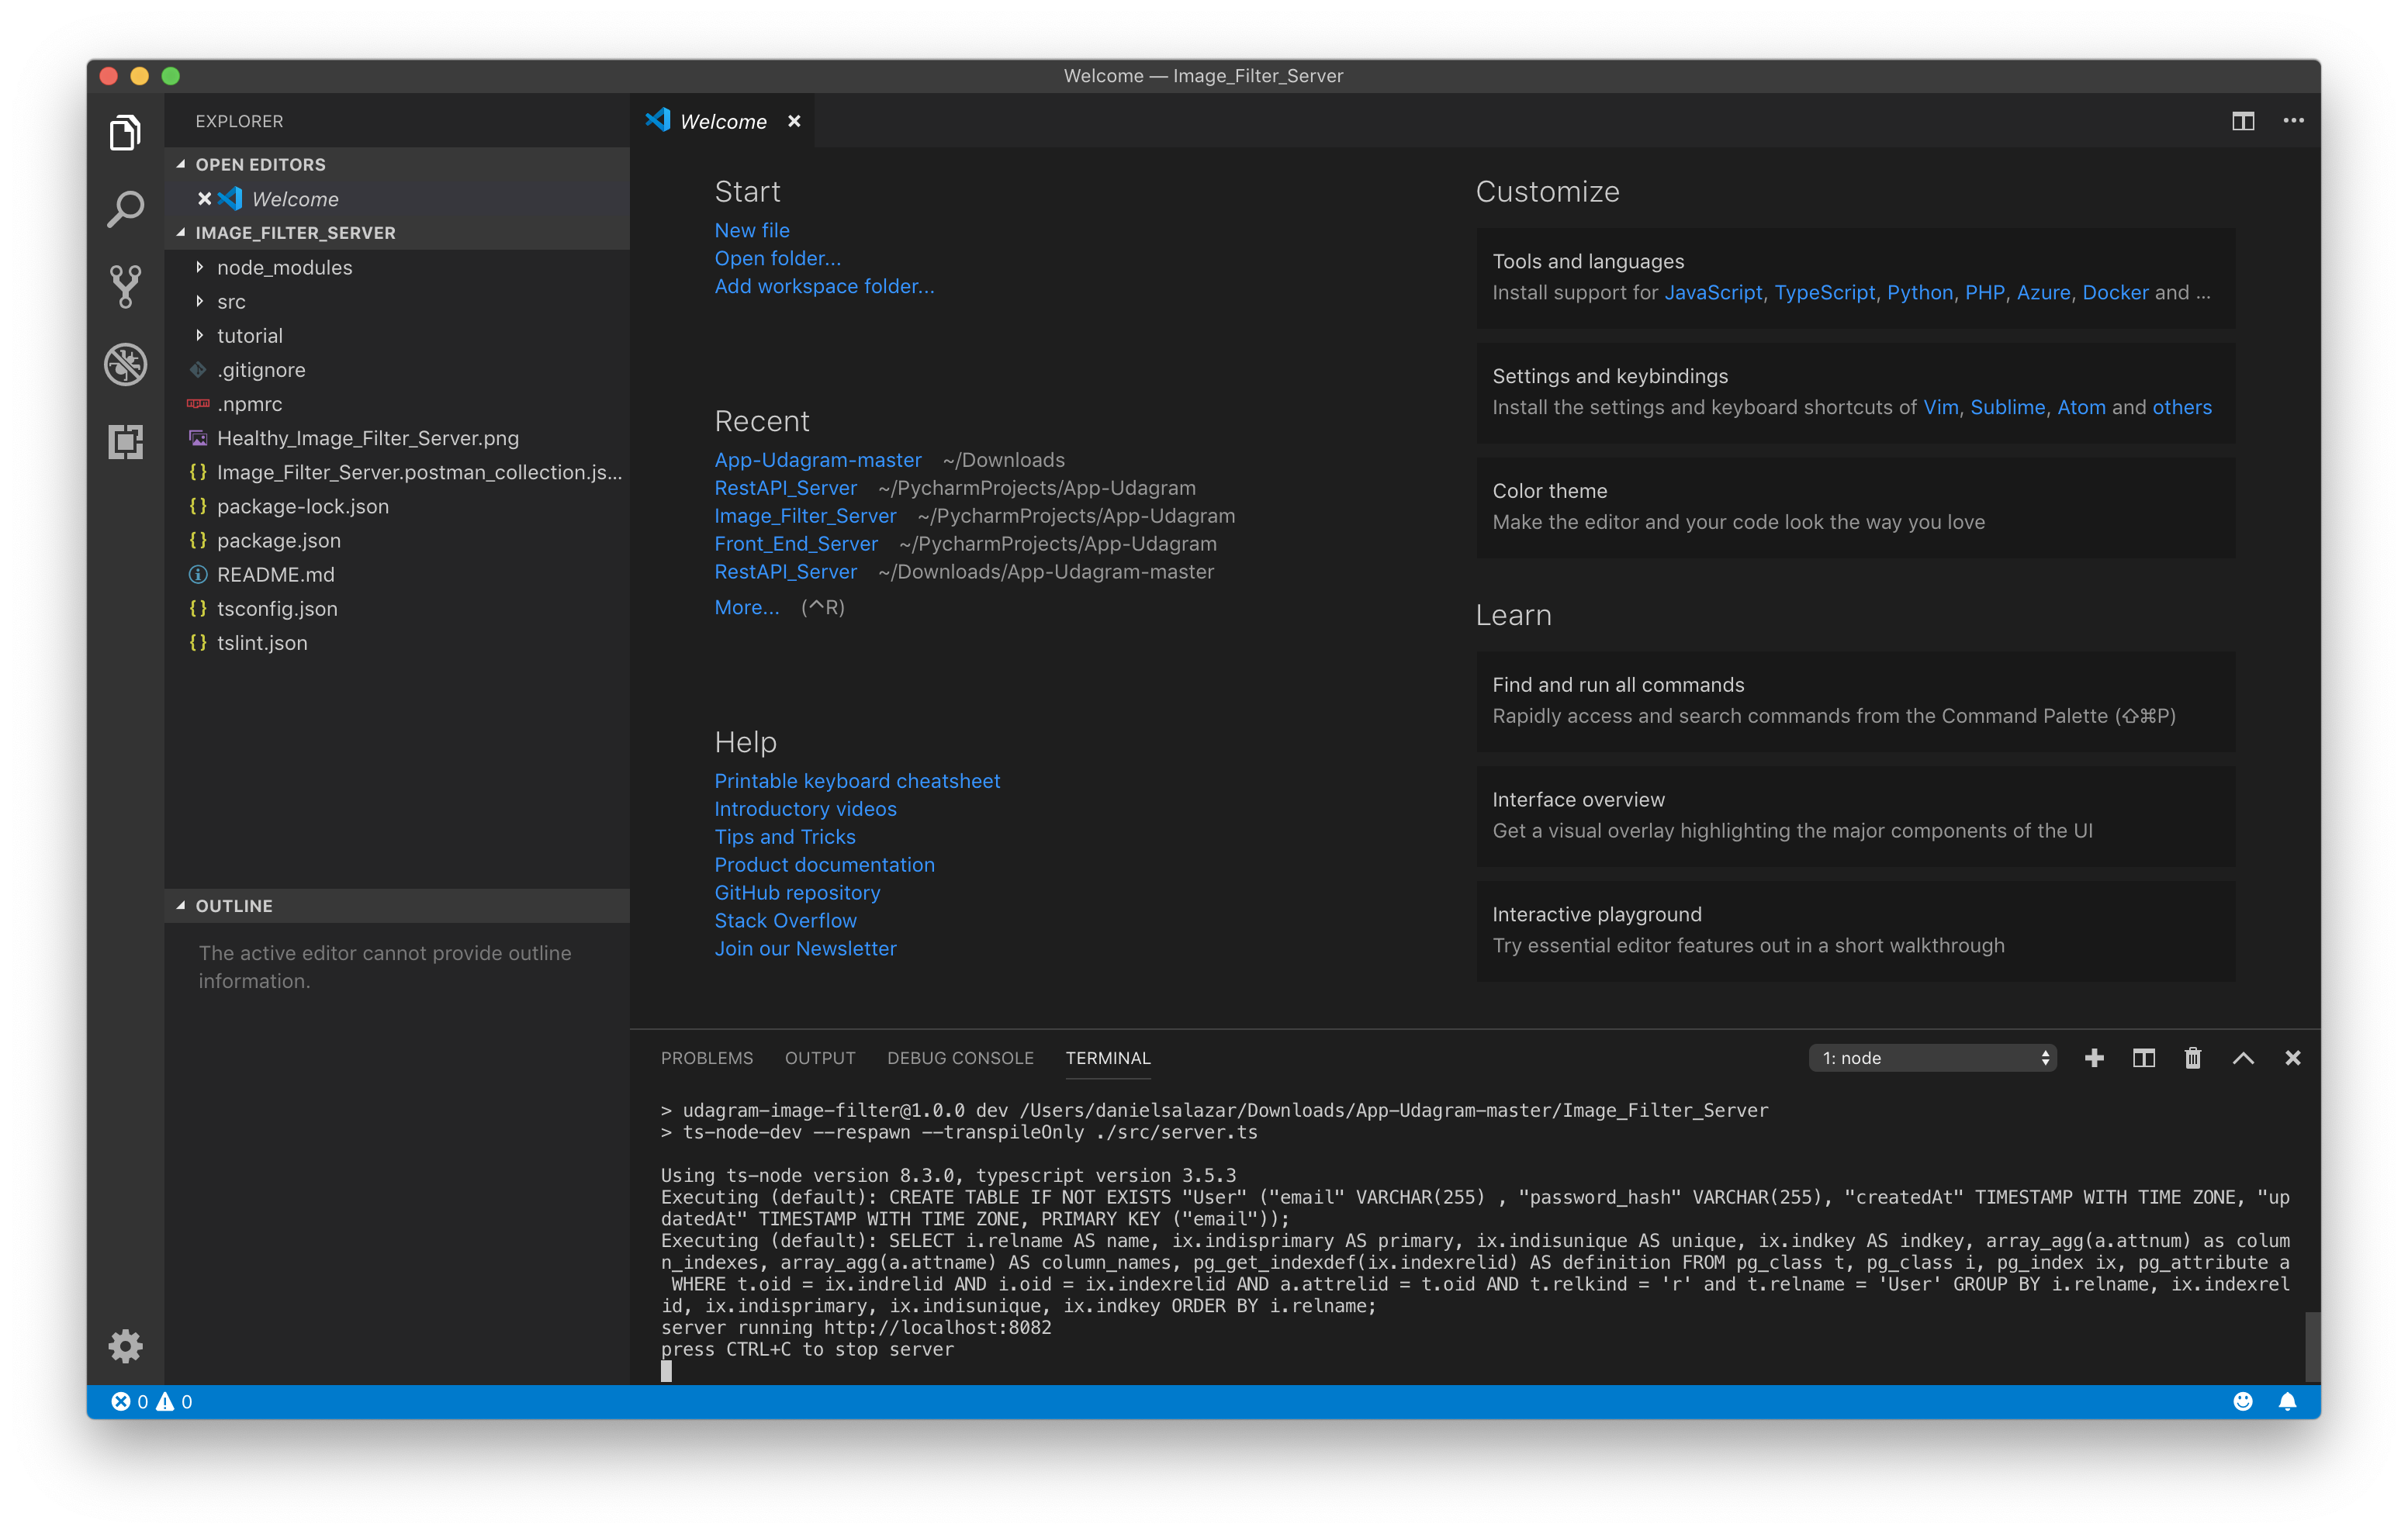 Welcome — Image_Filter_Server
EXPLORER
OPEN EDITORS
Welcome
IMAGE_FILTER_SERVER
node_modules
src
tutorial
.gitignore
.npmrc
Healthy_Image_Filter_Server.png
Image_Filter_Server.postman_collection.js...
package-lock.json
package.json
README.md
tsconfig.json
tslint.json
OUTLINE
The active editor cannot provide outline
information.
Welcome
Start
New file
Open folder...
Add workspace folder...
Recent
App-Udagram-master ~/Downloads
RestAPI_Server ~/PycharmProjects/App-Udagram
Image_Filter_Server ~/PycharmProjects/App-Udagram
Front_End_Server ~/PycharmProjects/App-Udagram
RestAPI_Server ~/Downloads/App-Udagram-master
More... (^R)
Help
Printable keyboard cheatsheet
Introductory videos
Tips and Tricks
Product documentation
GitHub repository
Stack Overflow
Join our Newsletter
Customize
Tools and languages
Install support for JavaScript, TypeScript, Python, PHP, Azure, Docker and ...
Settings and keybindings
Install the settings and keyboard shortcuts of Vim, Sublime, Atom and others
Color theme
Make the editor and your code look the way you love
Learn
Find and run all commands
Rapidly access and search commands from the Command Palette (⇧⌘P)
Interface overview
Get a visual overlay highlighting the major components of the UI
Interactive playground
Try essential editor features out in a short walkthrough
PROBLEMS OUTPUT DEBUG CONSOLE TERMINAL 1: node
> udagram-image-filter@1.0.0 dev /Users/danielsalazar/Downloads/App-Udagram-master/Image_Filter_Server
> ts-node-dev --respawn --transpileOnly ./src/server.ts
Using ts-node version 8.3.0, typescript version 3.5.3
Executing (default): CREATE TABLE IF NOT EXISTS "User" ("email" VARCHAR(255) , "password_hash" VARCHAR(255), "createdAt" TIMESTAMP WITH TIME ZONE, "up
datedAt" TIMESTAMP WITH TIME ZONE, PRIMARY KEY ("email"));
Executing (default): SELECT i.relname AS name, ix.indisprimary AS primary, ix.indisunique AS unique, ix.indkey AS indkey, array_agg(a.attnum) as colum
n_indexes, array_agg(a.attname) AS column_names, pg_get_indexdef(ix.indexrelid) AS definition FROM pg_class t, pg_class i, pg_index ix, pg_attribute a
 WHERE t.oid = ix.indrelid AND i.oid = ix.indexrelid AND a.attrelid = t.oid AND t.relkind = 'r' and t.relname = 'User' GROUP BY i.relname, ix.indexrel
id, ix.indisprimary, ix.indisunique, ix.indkey ORDER BY i.relname;
server running http://localhost:8082
press CTRL+C to stop server
0 0